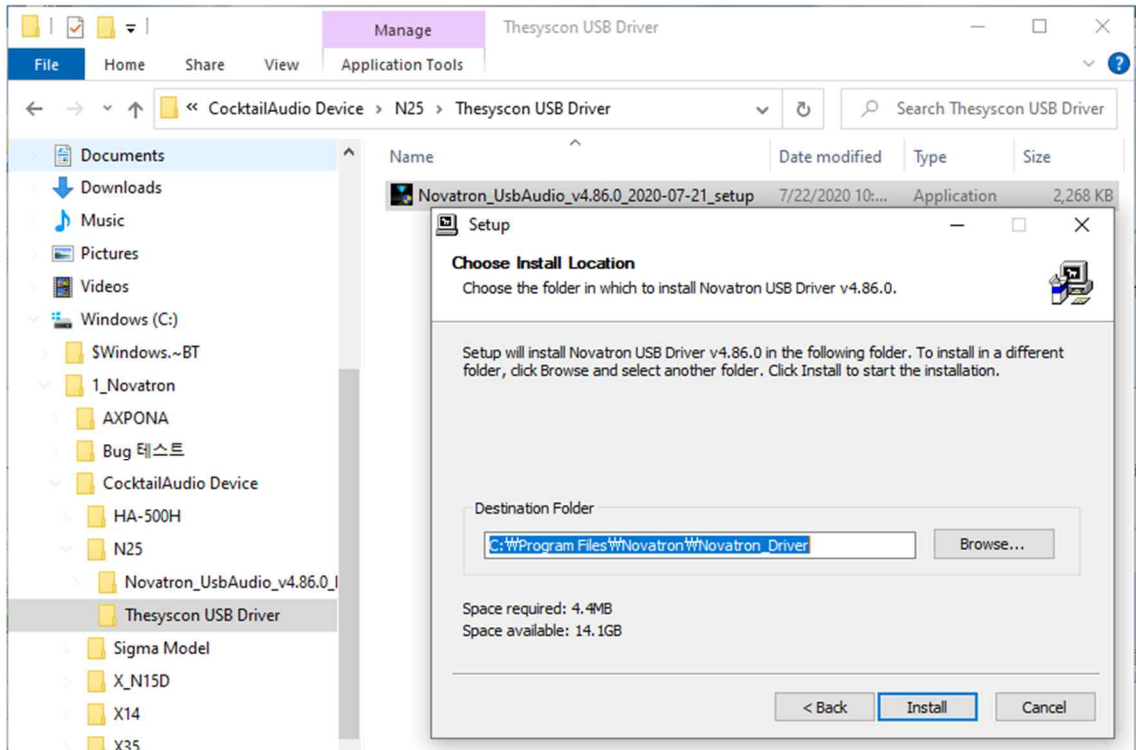 Manage
Thesyscon USB Driver
File
Home
Share
View
Application Tools
« CocktailAudio Device > N25 > Thesyscon USB Driver
Search Thesyscon USB Driver
Documents
Downloads
Music
Pictures
Videos
Windows (C:)
$Windows.~BT
1_Novatron
AXPONA
Bug 테스트
CocktailAudio Device
HA-500H
N25
Novatron_UsbAudio_v4.86.0_
Thesyscon USB Driver
Sigma Model
X_N15D
X14
X35
Name
Date modified
Type
Size
Novatron_UsbAudio_v4.86.0_2020-07-21_setup
7/22/2020 10:...
Application
2,268 KB
Setup
Choose Install Location
Choose the folder in which to install Novatron USB Driver v4.86.0.
Setup will install Novatron USB Driver v4.86.0 in the following folder. To install in a different
folder, click Browse and select another folder. Click Install to start the installation.
Destination Folder
C:₩Program Files₩Novatron₩Novatron_Driver
Browse...
Space required: 4.4MB
Space available: 14.1GB
< Back
Install
Cancel